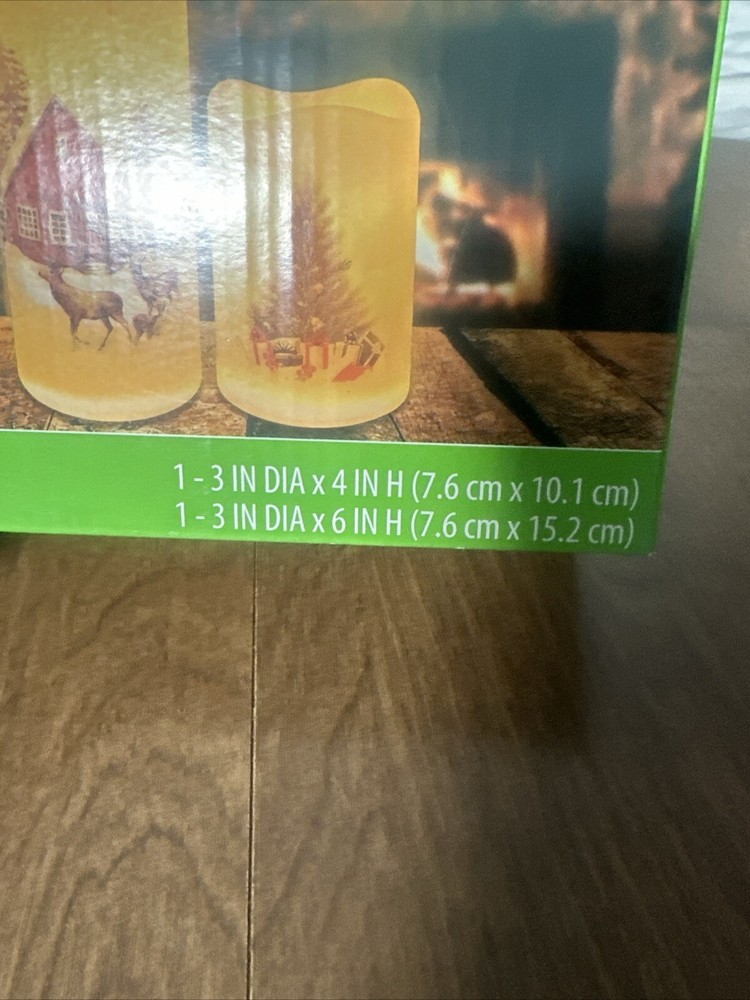 1 - 3 IN DIA x 4 IN H (7.6 cm x 10.1 cm)
1 - 3 IN DIA x 6 IN H (7.6 cm x 15.2 cm)